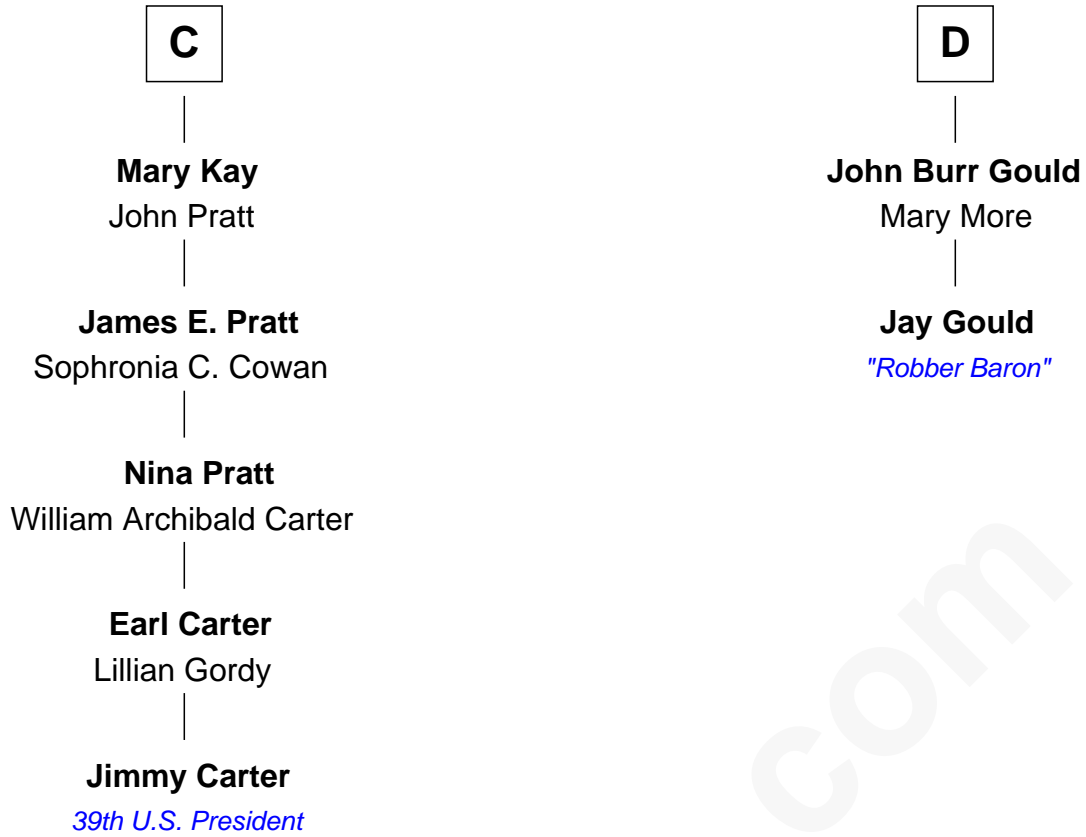 C
Mary Kay
John Pratt
James E. Pratt
Sophronia C. Cowan
Nina Pratt
William Archibald Carter
Earl Carter
Lillian Gordy
Jimmy Carter
39th U.S. President
D
John Burr Gould
Mary More
Jay Gould
"Robber Baron"
com